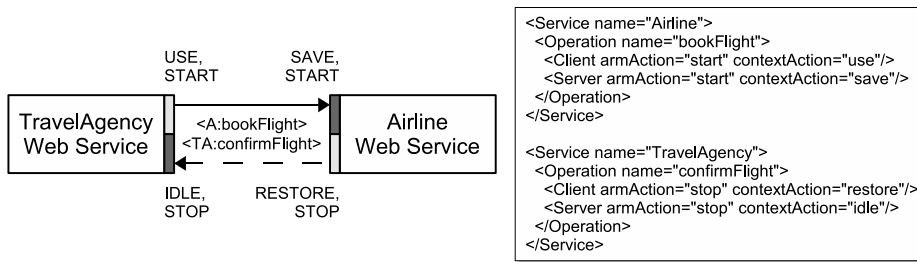 USE,
START
SAVE,
START
TravelAgency
Web Service
<A:bookFlight>
<TA:confirmFlight>
Airline
Web Service
IDLE,
STOP
RESTORE,
STOP
<Service name="Airline">
<Operation name="bookFlight">
<Client armAction="start" contextAction="use"/>
<Server armAction="start" contextAction="save"/>
</Operation>
</Service>
<Service name="TravelAgency">
<Operation name="confirmFlight">
<Client armAction="stop" contextAction="restore"/>
<Server armAction="stop" contextAction="idle"/>
</Operation>
</Service>